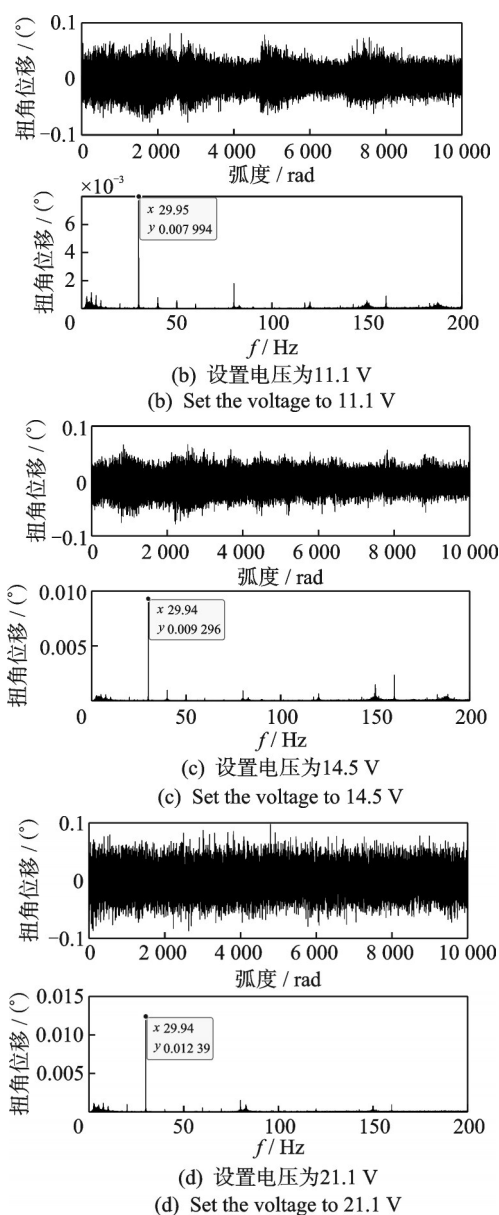 0.1
0
−0.1
扭角位移 / (°)
0 2 000 4 000 6 000 8 000 10 000
弧度 / rad
×10⁻³
6
4
2
扭角位移 / (°)
x 29.95
y 0.007 994
0 50 100 150 200
f / Hz
(b) 设置电压为11.1 V
(b) Set the voltage to 11.1 V
0.1
0
−0.1
扭角位移 / (°)
0 2 000 4 000 6 000 8 000 10 000
弧度 / rad
0.010
0.005
扭角位移 / (°)
x 29.94
y 0.009 296
0 50 100 150 200
f / Hz
(c) 设置电压为14.5 V
(c) Set the voltage to 14.5 V
0.1
0
−0.1
扭角位移 / (°)
0 2 000 4 000 6 000 8 000 10 000
弧度 / rad
0.015
0.010
0.005
扭角位移 / (°)
x 29.94
y 0.012 39
0 50 100 150 200
f / Hz
(d) 设置电压为21.1 V
(d) Set the voltage to 21.1 V